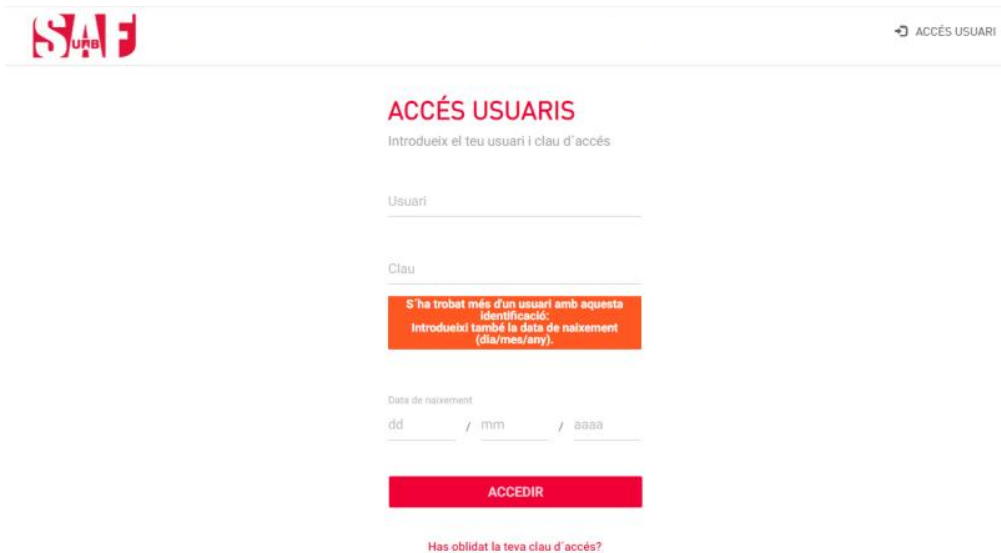 SAF
UAB
ACCÉS USUARI
ACCÉS USUARIS
Introdueix el teu usuari i clau d´accés
Usuari
Clau
S´ha trobat més d'un usuari amb aquesta
identificació:
Introdueixi també la data de naixement
(dia/mes/any).
Data de naixement
dd / mm / aaaa
ACCEDIR
Has oblidat la teva clau d´accés?